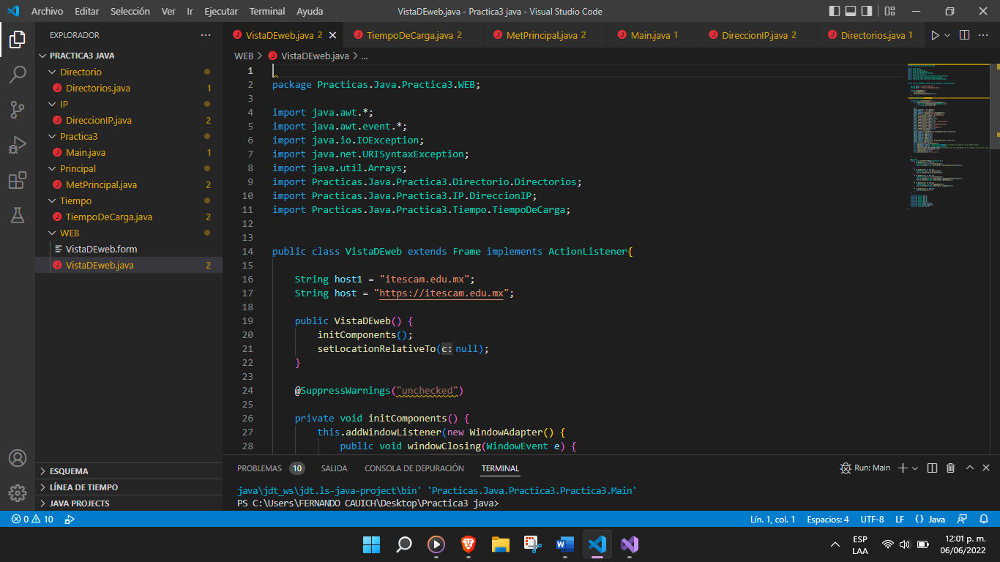 Archivo Editar Selección Ver Ir Ejecutar Terminal Ayuda VistaDEweb.java - Practica3 java - Visual Studio Code
EXPLORADOR ...
PRACTICA3 JAVA
Directorio
Directorios.java 1
IP
DireccionIP.java 2
Practica3
Main.java 1
Principal
MetPrincipal.java 2
Tiempo
TiempoDeCarga.java 2
WEB
VistaDEweb.form
VistaDEweb.java 2
ESQUEMA
LÍNEA DE TIEMPO
JAVA PROJECTS
VistaDEweb.java 2 TiempoDeCarga.java 2 MetPrincipal.java 2 Main.java 1 DireccionIP.java 2 Directorios.java 1
WEB > VistaDEweb.java > ...
1
2 package Practicas.Java.Practica3.WEB;
3
4 import java.awt.*;
5 import java.awt.event.*;
6 import java.io.IOException;
7 import java.net.URISyntaxException;
8 import java.util.Arrays;
9 import Practicas.Java.Practica3.Directorio.Directorios;
10 import Practicas.Java.Practica3.IP.DireccionIP;
11 import Practicas.Java.Practica3.Tiempo.TiempoDeCarga;
12
13
14 public class VistaDEweb extends Frame implements ActionListener{
15
16 String host1 = "itescam.edu.mx";
17 String host = "https://itescam.edu.mx";
18
19 public VistaDEweb() {
20 initComponents();
21 setLocationRelativeTo(c: null);
22 }
23
24 @SuppressWarnings("unchecked")
25
26 private void initComponents() {
27 this.addWindowListener(new WindowAdapter() {
28 public void windowClosing(WindowEvent e) {
PROBLEMAS 10 SALIDA CONSOLA DE DEPURACIÓN TERMINAL Run: Main
java\jdt_ws\jdt.ls-java-project\bin' 'Practicas.Java.Practica3.Practica3.Main'
PS C:\Users\FERNANDO CAUICH\Desktop\Practica3 java>
0 10 Lín. 1, col. 1 Espacios: 4 UTF-8 LF {} Java
ESP
LAA
12:01 p. m.
06/06/2022